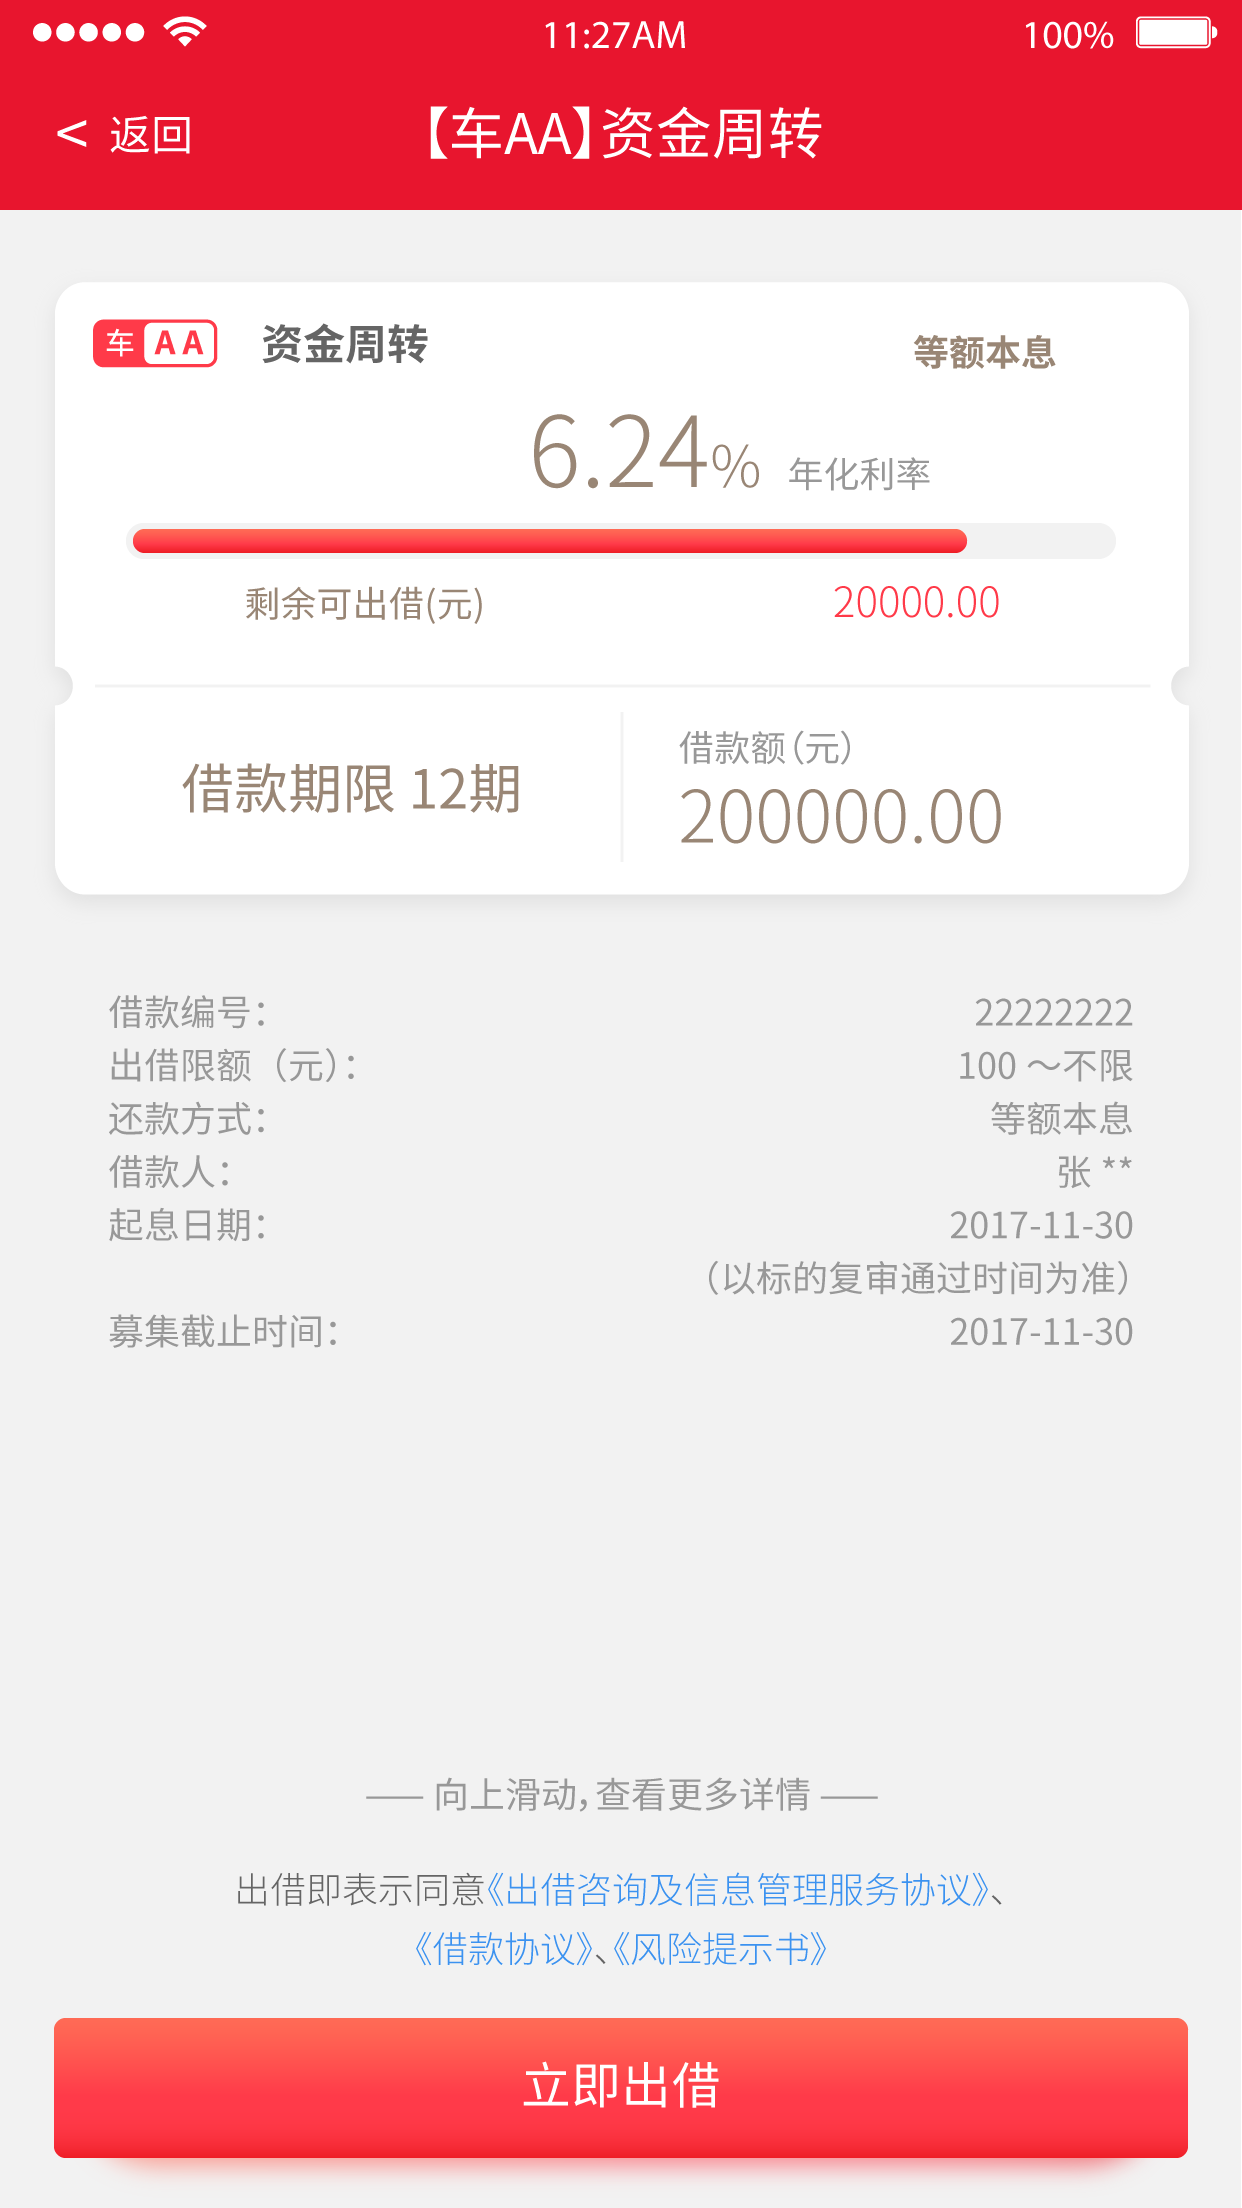 11:27AM 100%
< 返回 【车AA】资金周转
车 AA 资金周转 等额本息
6.24% 年化利率
剩余可出借(元) 20000.00
借款期限 12期
借款额（元）
200000.00
借款编号： 22222222
出借限额（元）： 100 ～不限
还款方式： 等额本息
借款人： 张 **
起息日期： 2017-11-30
（以标的复审通过时间为准）
募集截止时间： 2017-11-30
—— 向上滑动，查看更多详情 ——
出借即表示同意《出借咨询及信息管理服务协议》、
《借款协议》、《风险提示书》
立即出借